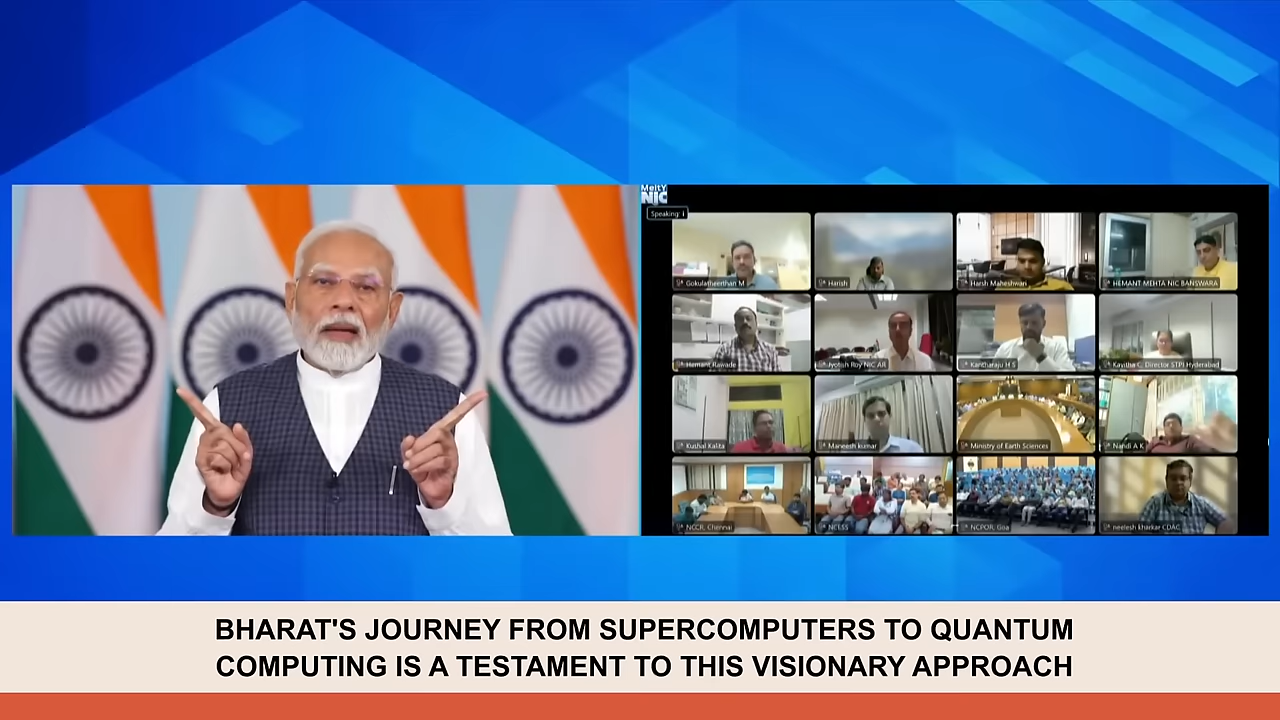 MeitY
NIC
Speaking:
Gokulatheerthan M
Harish
Harsh Maheshwari
HEMANT MEHTA NIC BANSWARA
Hemant Rawade
Jyotish Roy NIC AR
Kantharaju H S
Kavitha C, Director STPI Hyderabad
Kushal Kalita
Maneesh kumar
Ministry of Earth Sciences
Nandi A K
NCCR, Chennai
NCESS
NCPOR, Goa
neelesh kharkar CDAC
BHARAT'S JOURNEY FROM SUPERCOMPUTERS TO QUANTUM
COMPUTING IS A TESTAMENT TO THIS VISIONARY APPROACH